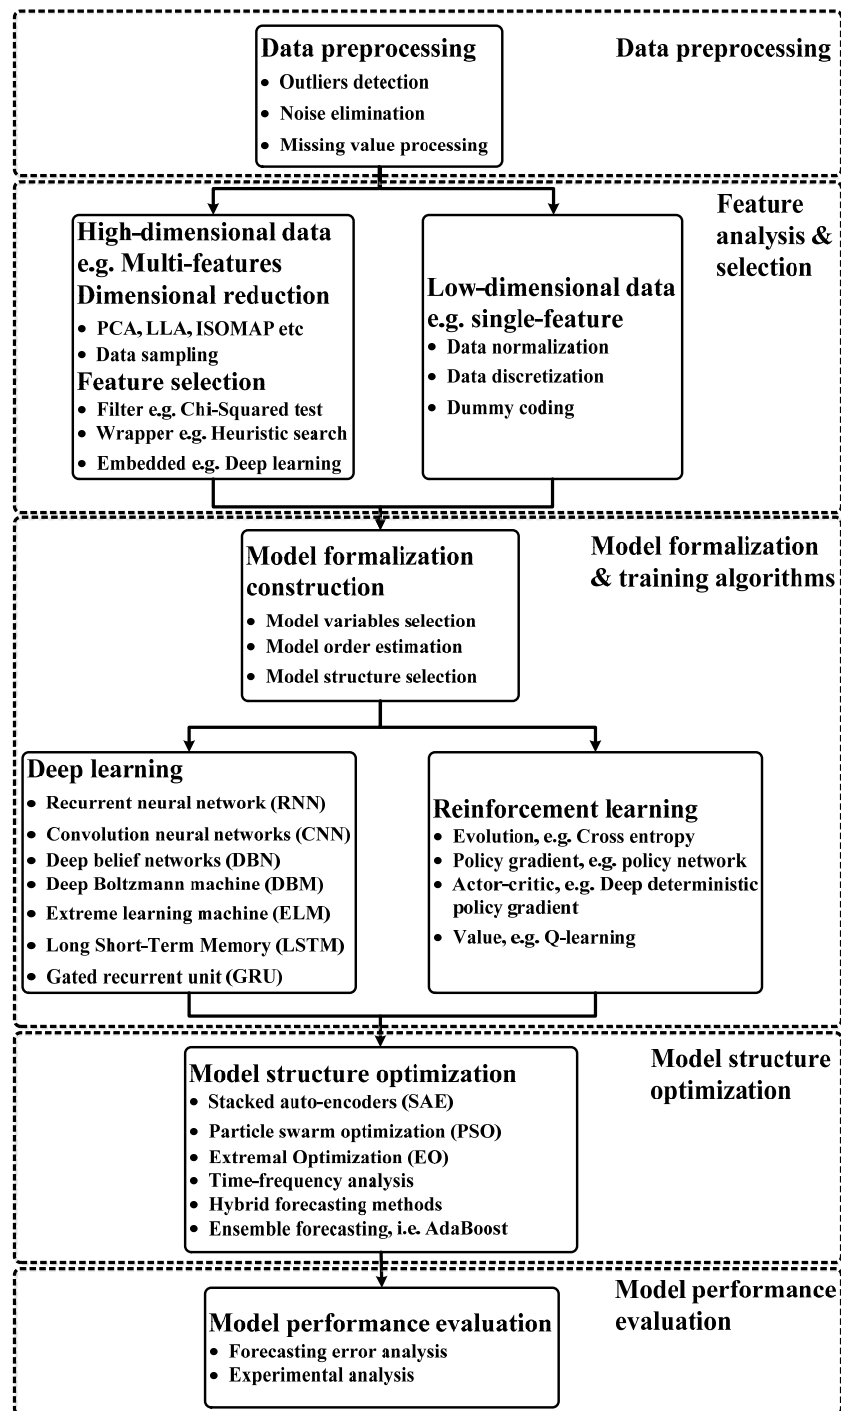 Data preprocessing
• Outliers detection
• Noise elimination
• Missing value processing
Data preprocessing
Feature
analysis &
selection
High-dimensional data
e.g. Multi-features
Dimensional reduction
• PCA, LLA, ISOMAP etc
• Data sampling
Feature selection
• Filter e.g. Chi-Squared test
• Wrapper e.g. Heuristic search
• Embedded e.g. Deep learning
Low-dimensional data
e.g. single-feature
• Data normalization
• Data discretization
• Dummy coding
Model formalization
& training algorithms
Model formalization
construction
• Model variables selection
• Model order estimation
• Model structure selection
Deep learning
• Recurrent neural network (RNN)
• Convolution neural networks (CNN)
• Deep belief networks (DBN)
• Deep Boltzmann machine (DBM)
• Extreme learning machine (ELM)
• Long Short-Term Memory (LSTM)
• Gated recurrent unit (GRU)
Reinforcement learning
• Evolution, e.g. Cross entropy
• Policy gradient, e.g. policy network
• Actor-critic, e.g. Deep deterministic
policy gradient
• Value, e.g. Q-learning
Model structure
optimization
Model structure optimization
• Stacked auto-encoders (SAE)
• Particle swarm optimization (PSO)
• Extremal Optimization (EO)
• Time-frequency analysis
• Hybrid forecasting methods
• Ensemble forecasting, i.e. AdaBoost
Model performance
evaluation
Model performance evaluation
• Forecasting error analysis
• Experimental analysis